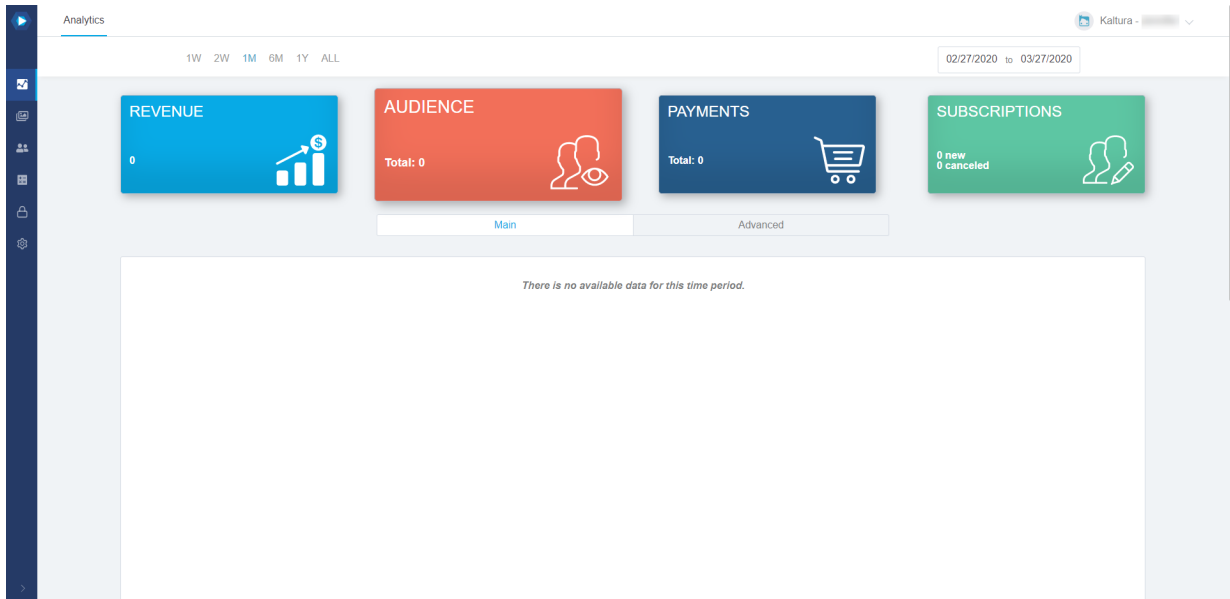 Analytics
Kaltura -
1W 2W 1M 6M 1Y ALL
02/27/2020 to 03/27/2020
REVENUE
0
$
AUDIENCE
Total: 0
PAYMENTS
Total: 0
SUBSCRIPTIONS
0 new
0 canceled
Main
Advanced
There is no available data for this time period.